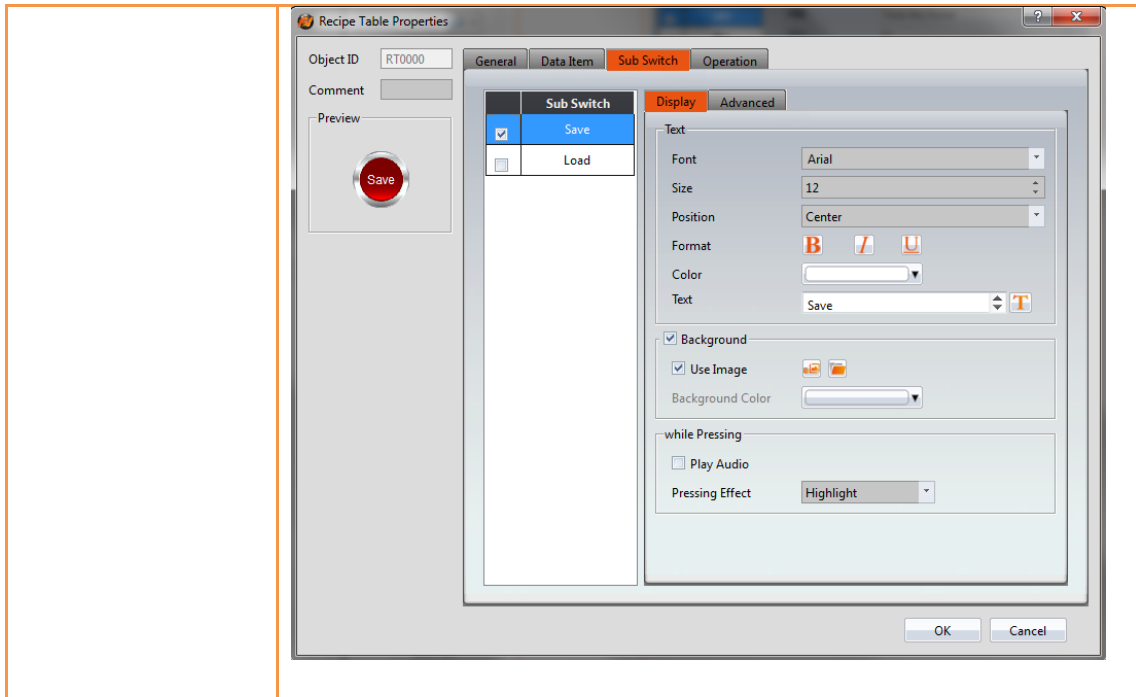 Recipe Table Properties
Object ID RT0000
Comment
Preview
Save
General Data Item Sub Switch Operation
Sub Switch
Save
Load
Display Advanced
Text
Font Arial
Size 12
Position Center
Format B I U
Color
Text Save T
Background
Use Image
Background Color
while Pressing
Play Audio
Pressing Effect Highlight
OK Cancel